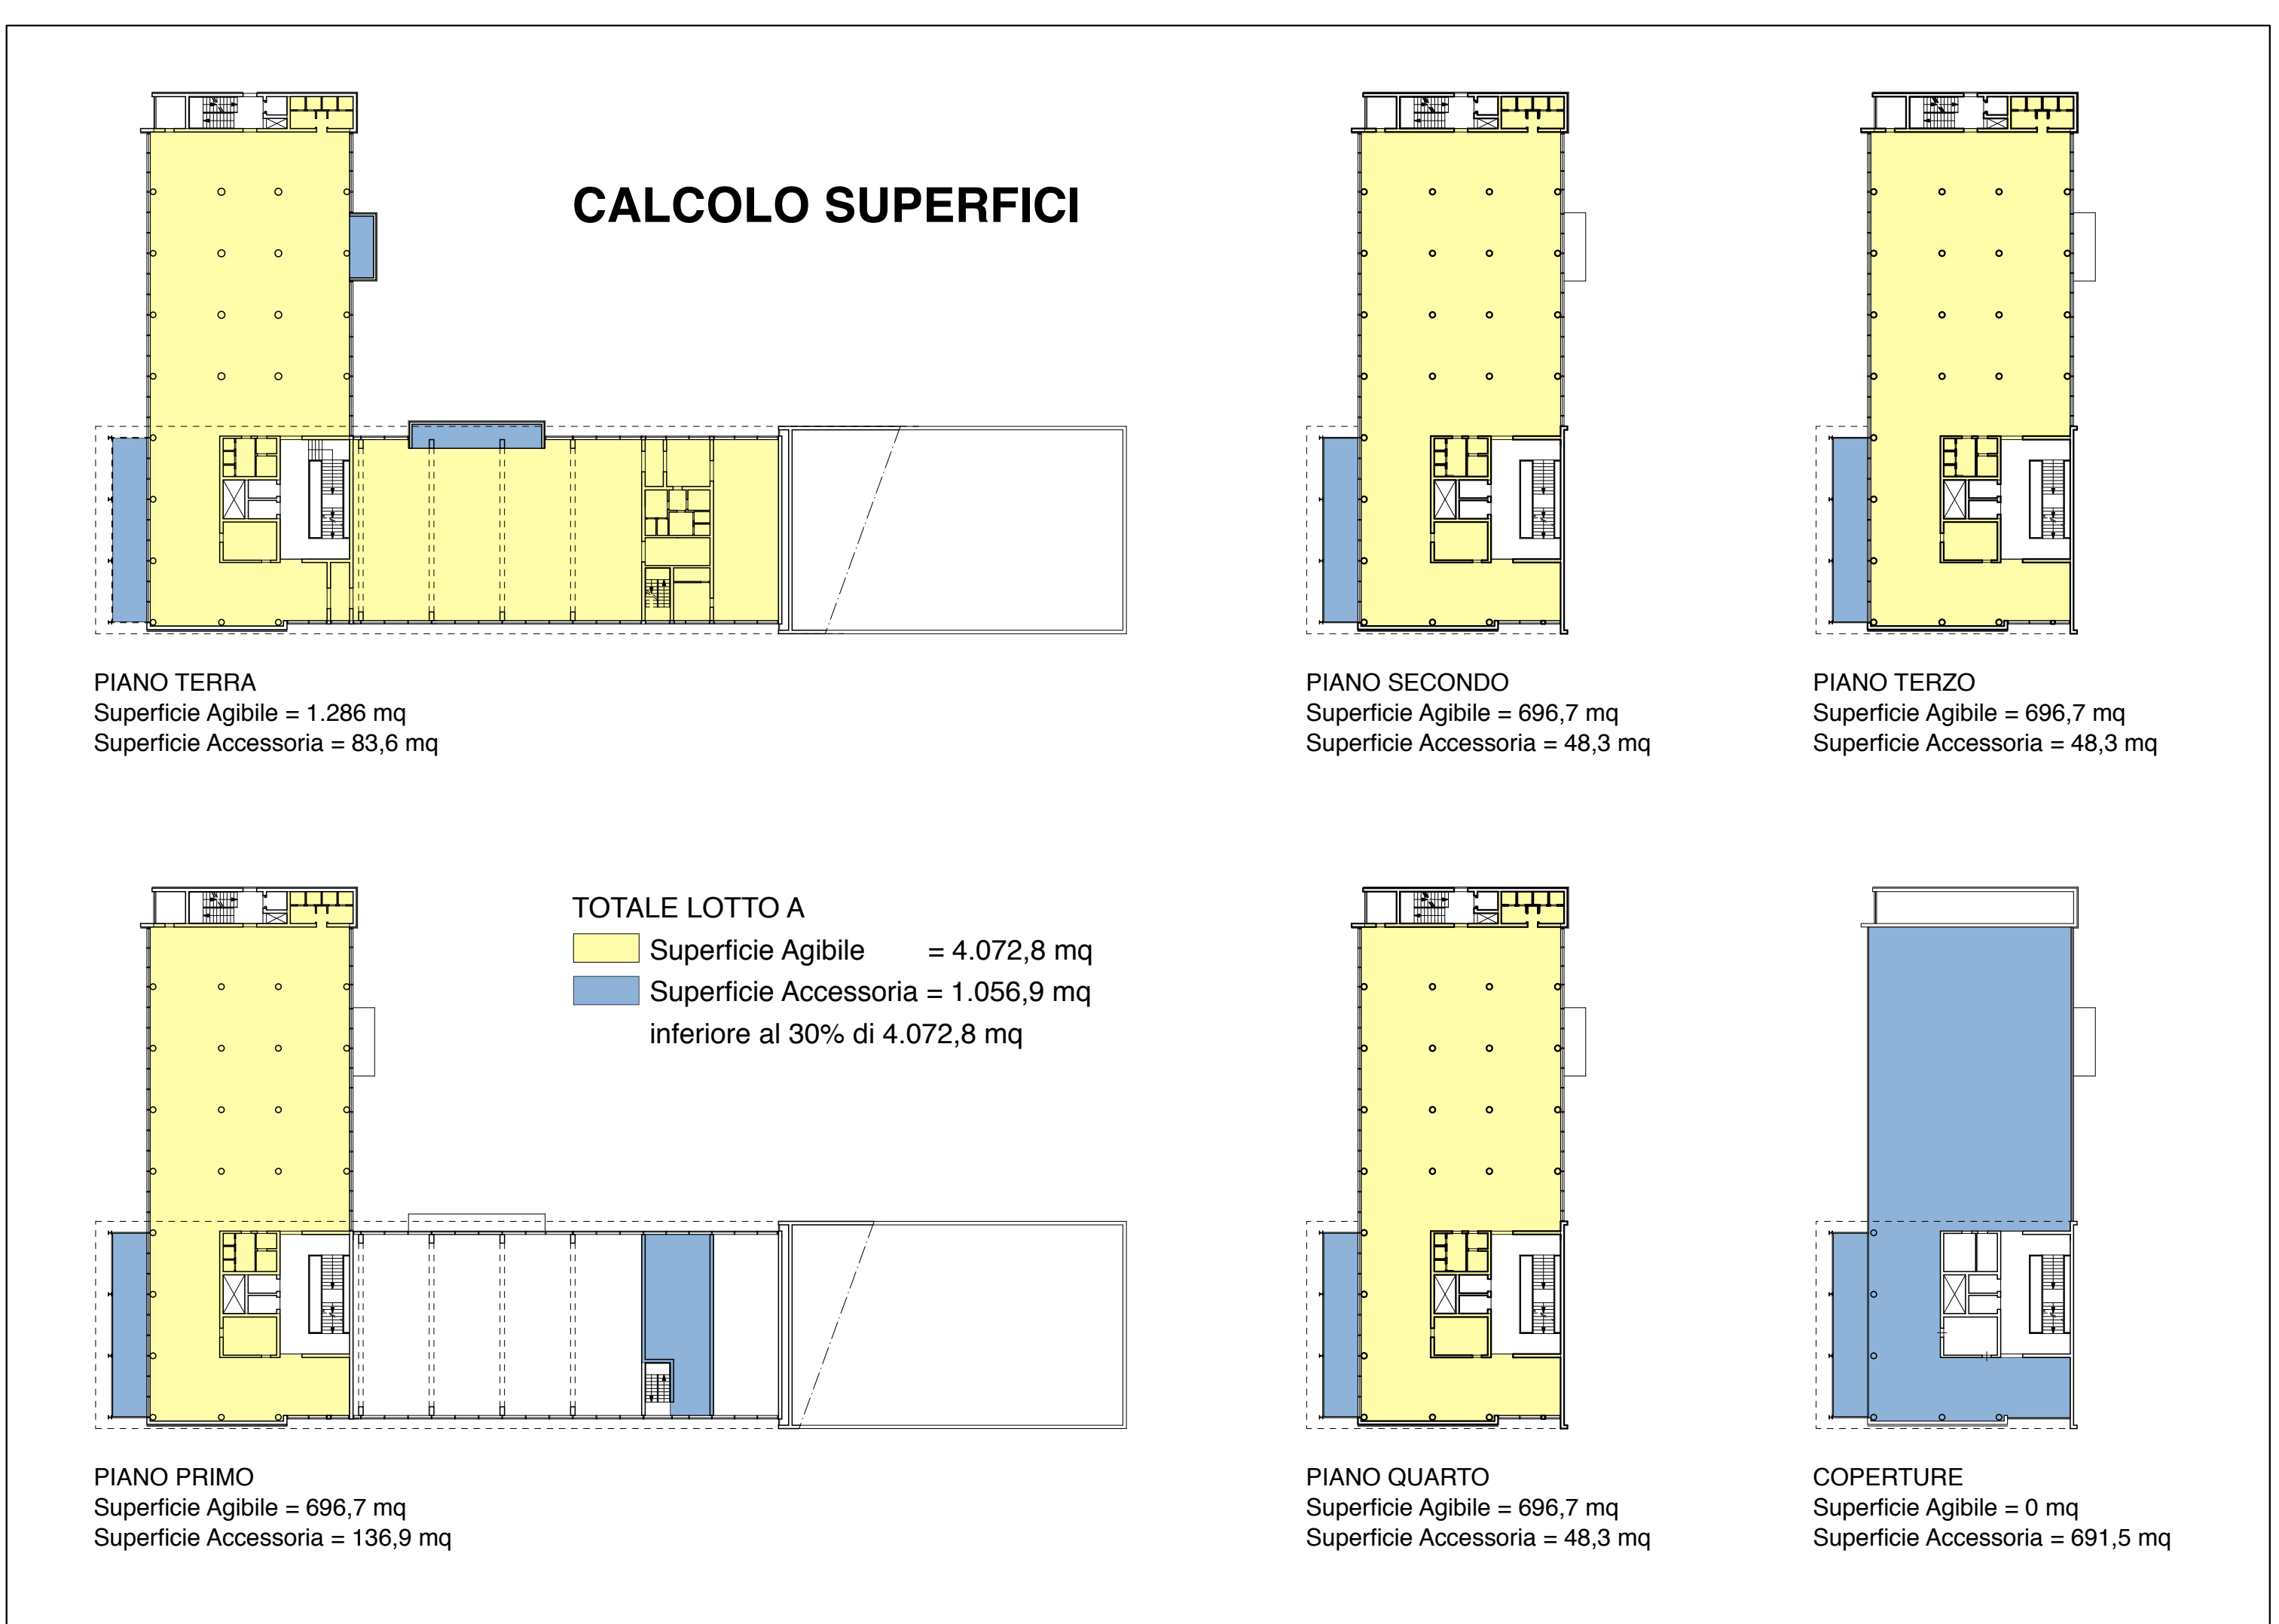 CALCOLO SUPERFICI
PIANO TERRA
Superficie Agibile = 1.286 mq
Superficie Accessoria = 83,6 mq
PIANO SECONDO
Superficie Agibile = 696,7 mq
Superficie Accessoria = 48,3 mq
PIANO TERZO
Superficie Agibile = 696,7 mq
Superficie Accessoria = 48,3 mq
TOTALE LOTTO A
Superficie Agibile = 4.072,8 mq
Superficie Accessoria = 1.056,9 mq
inferiore al 30% di 4.072,8 mq
PIANO PRIMO
Superficie Agibile = 696,7 mq
Superficie Accessoria = 136,9 mq
PIANO QUARTO
Superficie Agibile = 696,7 mq
Superficie Accessoria = 48,3 mq
COPERTURE
Superficie Agibile = 0 mq
Superficie Accessoria = 691,5 mq